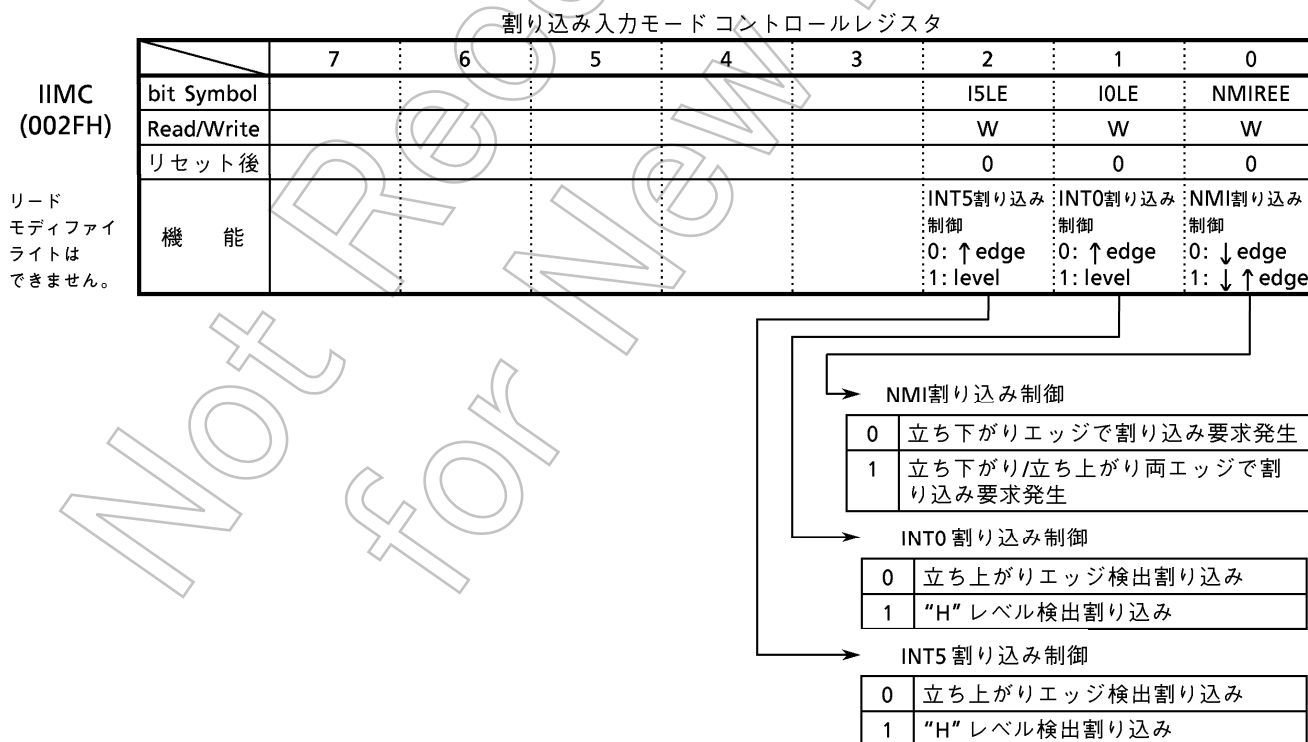 割り込み入力モード コントロールレジスタ
7 6 5 4 3 2 1 0
IIMC
(002FH)
bit Symbol I5LE I0LE NMIREE
Read/Write W W W
リセット後 0 0 0
リード
モディファイ
ライトは
できません。
機 能
INT5割り込み
制御
0: ↑ edge
1: level
INT0割り込み
制御
0: ↑ edge
1: level
NMI割り込み
制御
0: ↓ edge
1: ↓ ↑ edge
NMI割り込み制御
0 立ち下がりエッジで割り込み要求発生
1 立ち下がり/立ち上がり両エッジで割
り込み要求発生
INT0 割り込み制御
0 立ち上がりエッジ検出割り込み
1 “H” レベル検出割り込み
INT5 割り込み制御
0 立ち上がりエッジ検出割り込み
1 “H” レベル検出割り込み
Not Rec
for New